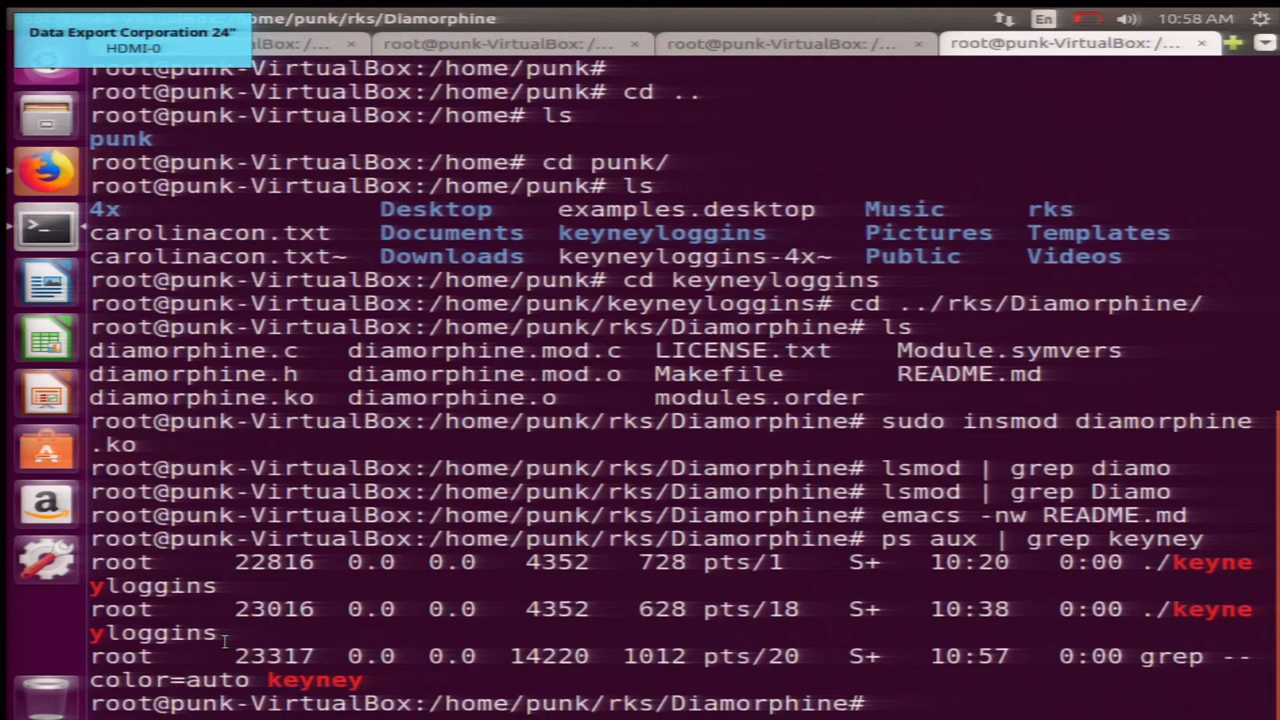 /home/punk/rks/Diamorphine
En
10:58 AM
Data Export Corporation 24"
HDMI-0
root@punk-VirtualBox: /...
root@punk-VirtualBox: /...
root@punk-VirtualBox: /...
root@punk-VirtualBox:/home/punk#
root@punk-VirtualBox:/home/punk# cd ..
root@punk-VirtualBox:/home# ls
punk
root@punk-VirtualBox:/home# cd punk/
root@punk-VirtualBox:/home/punk# ls
4x Desktop examples.desktop Music rks
carolinacon.txt Documents keyneyloggins Pictures Templates
carolinacon.txt~ Downloads keyneyloggins-4x~ Public Videos
root@punk-VirtualBox:/home/punk# cd keyneyloggins
root@punk-VirtualBox:/home/punk/keyneyloggins# cd ../rks/Diamorphine/
root@punk-VirtualBox:/home/punk/rks/Diamorphine# ls
diamorphine.c diamorphine.mod.c LICENSE.txt Module.symvers
diamorphine.h diamorphine.mod.o Makefile README.md
diamorphine.ko diamorphine.o modules.order
root@punk-VirtualBox:/home/punk/rks/Diamorphine# sudo insmod diamorphine
.ko
root@punk-VirtualBox:/home/punk/rks/Diamorphine# lsmod | grep diamo
root@punk-VirtualBox:/home/punk/rks/Diamorphine# lsmod | grep Diamo
root@punk-VirtualBox:/home/punk/rks/Diamorphine# emacs -nw README.md
root@punk-VirtualBox:/home/punk/rks/Diamorphine# ps aux | grep keyney
root 22816 0.0 0.0 4352 728 pts/1 S+ 10:20 0:00 ./keyne
yloggins
root 23016 0.0 0.0 4352 628 pts/18 S+ 10:38 0:00 ./keyne
yloggins
root 23317 0.0 0.0 14220 1012 pts/20 S+ 10:57 0:00 grep --
color=auto keyney
root@punk-VirtualBox:/home/punk/rks/Diamorphine#